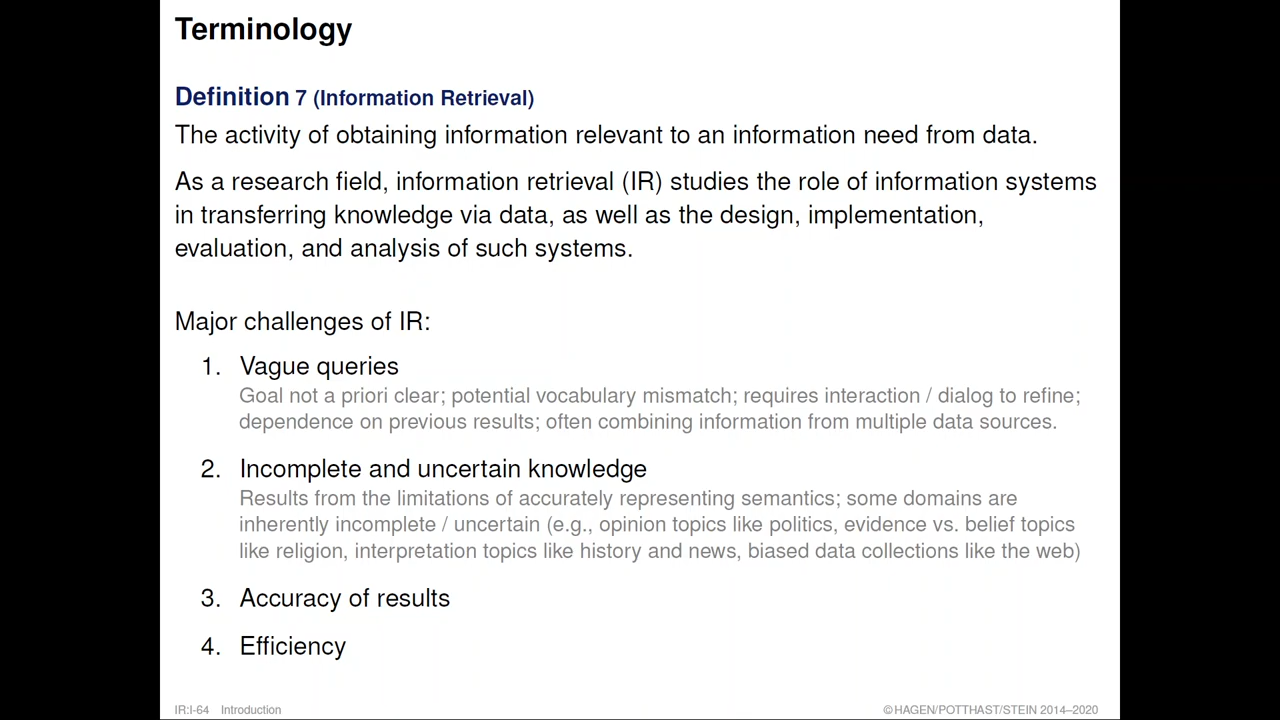 Terminology
Definition 7 (Information Retrieval)
The activity of obtaining information relevant to an information need from data.
As a research field, information retrieval (IR) studies the role of information systems
in transferring knowledge via data, as well as the design, implementation,
evaluation, and analysis of such systems.
Major challenges of IR:
1. Vague queries
Goal not a priori clear; potential vocabulary mismatch; requires interaction / dialog to refine;
dependence on previous results; often combining information from multiple data sources.
2. Incomplete and uncertain knowledge
Results from the limitations of accurately representing semantics; some domains are
inherently incomplete / uncertain (e.g., opinion topics like politics, evidence vs. belief topics
like religion, interpretation topics like history and news, biased data collections like the web)
3. Accuracy of results
4. Efficiency
IR:I-64 Introduction
©HAGEN/POTTHAST/STEIN 2014–2020